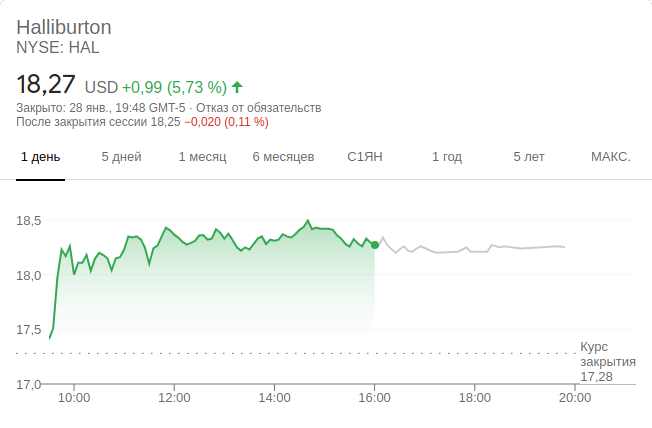 Halliburton
NYSE: HAL
18,27 USD +0,99 (5,73 %)
Закрыто: 28 янв., 19:48 GMT-5 · Отказ от обязательств
После закрытия сессии 18,25 −0,020 (0,11 %)
1 день 5 дней 1 месяц 6 месяцев С1ЯН 1 год 5 лет МАКС.
18,5
18,0
17,5
Курс
закрытия
17,28
17,0
10:00 12:00 14:00 16:00 18:00 20:00